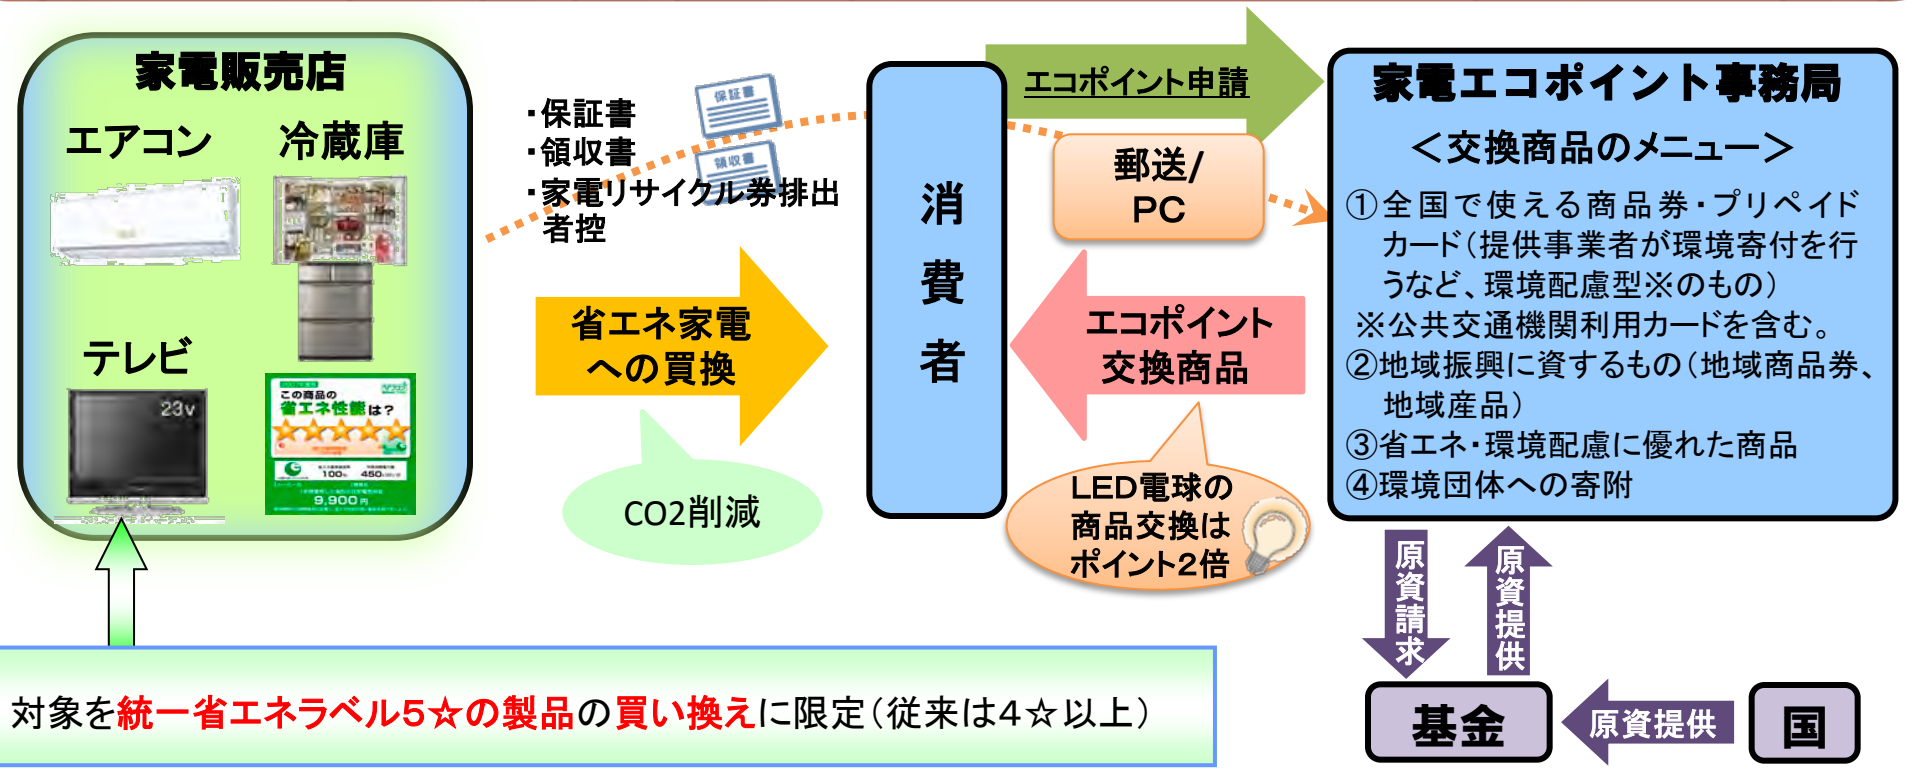 家電販売店
エアコン
冷蔵庫
テレビ
23v
この商品の
省エネ性能は？
100%
9,900円
・保証書
・領収書
・家電リサイクル券排出
者控
保証書
領収書
省エネ家電
への買換
CO2削減
消
費
者
エコポイント申請
郵送/
PC
エコポイント
交換商品
LED電球の
商品交換は
ポイント2倍
家電エコポイント事務局
＜交換商品のメニュー＞
①全国で使える商品券・プリペイド
カード（提供事業者が環境寄付を行
うなど、環境配慮型※のもの）
※公共交通機関利用カードを含む。
②地域振興に資するもの（地域商品券、
地域産品）
③省エネ・環境配慮に優れた商品
④環境団体への寄附
原資請求
原資提供
基金
原資提供
国
対象を統一省エネラベル5☆の製品の買い換えに限定（従来は4☆以上）